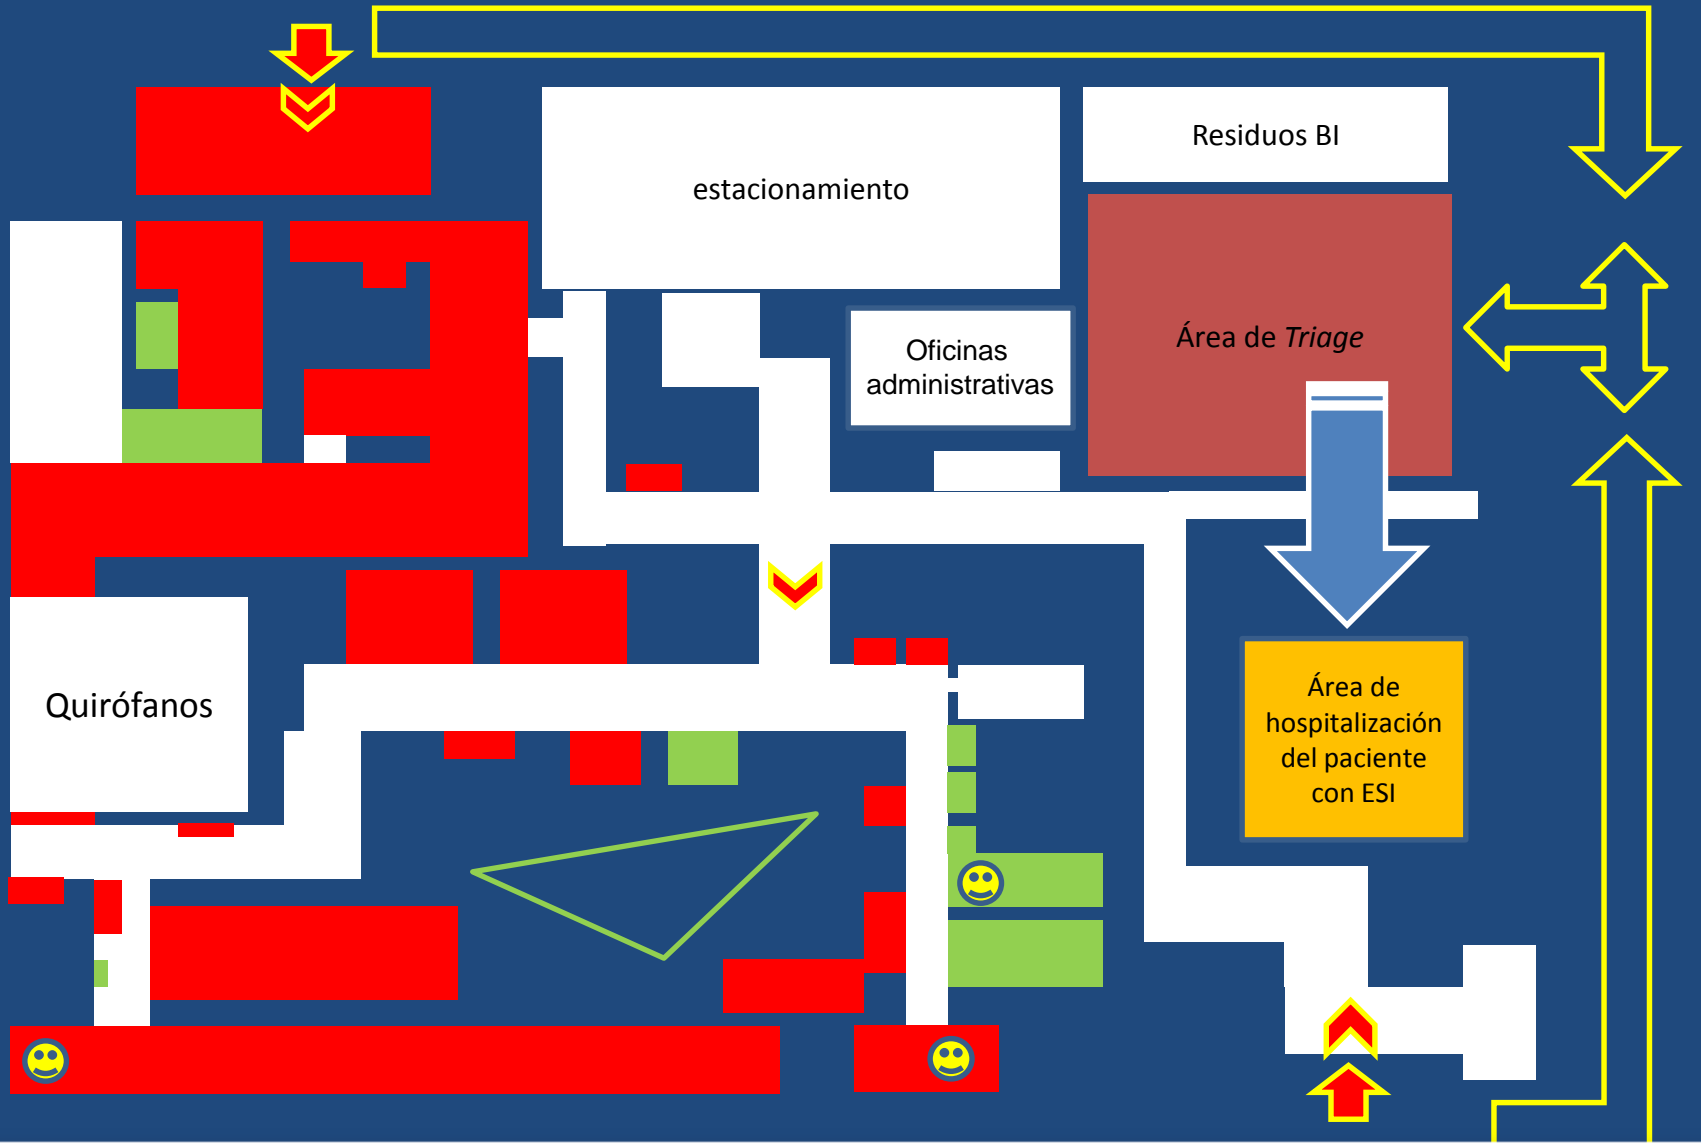 Residuos BI
estacionamiento
Área de Triage
Oficinas
administrativas
Quirófanos
Área de
hospitalización
del paciente
con ESI